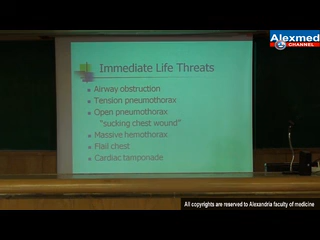 Alexmed
CHANNEL
Immediate Life Threats
Airway obstruction
Tension pneumothorax
Open pneumothorax
"sucking chest wound"
Massive hemothorax
Flail chest
Cardiac tamponade
All copyrights are reserved to Alexandria faculty of medicine